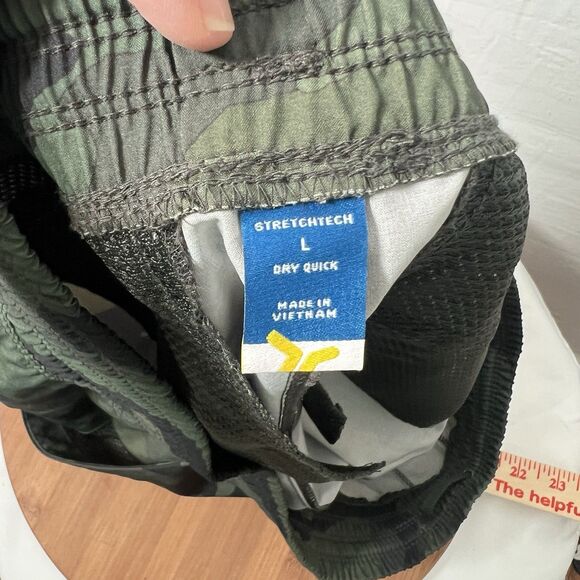 STRETCHTECH
L
DRY QUICK
MADE IN
VIETNAM
22 23
The helpfu